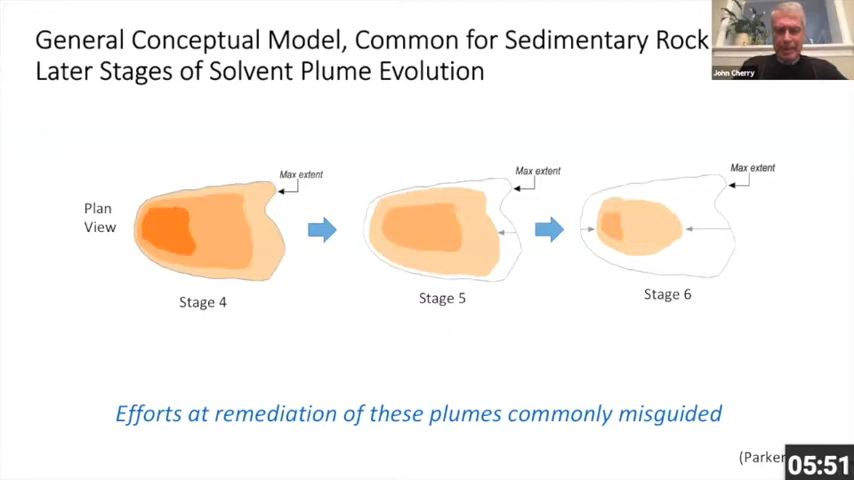 General Conceptual Model, Common for Sedimentary Rock
Later Stages of Solvent Plume Evolution
John Cherry
Max extent
Max extent
Max extent
Plan
View
Stage 4
Stage 5
Stage 6
Efforts at remediation of these plumes commonly misguided
(Parker
05:51